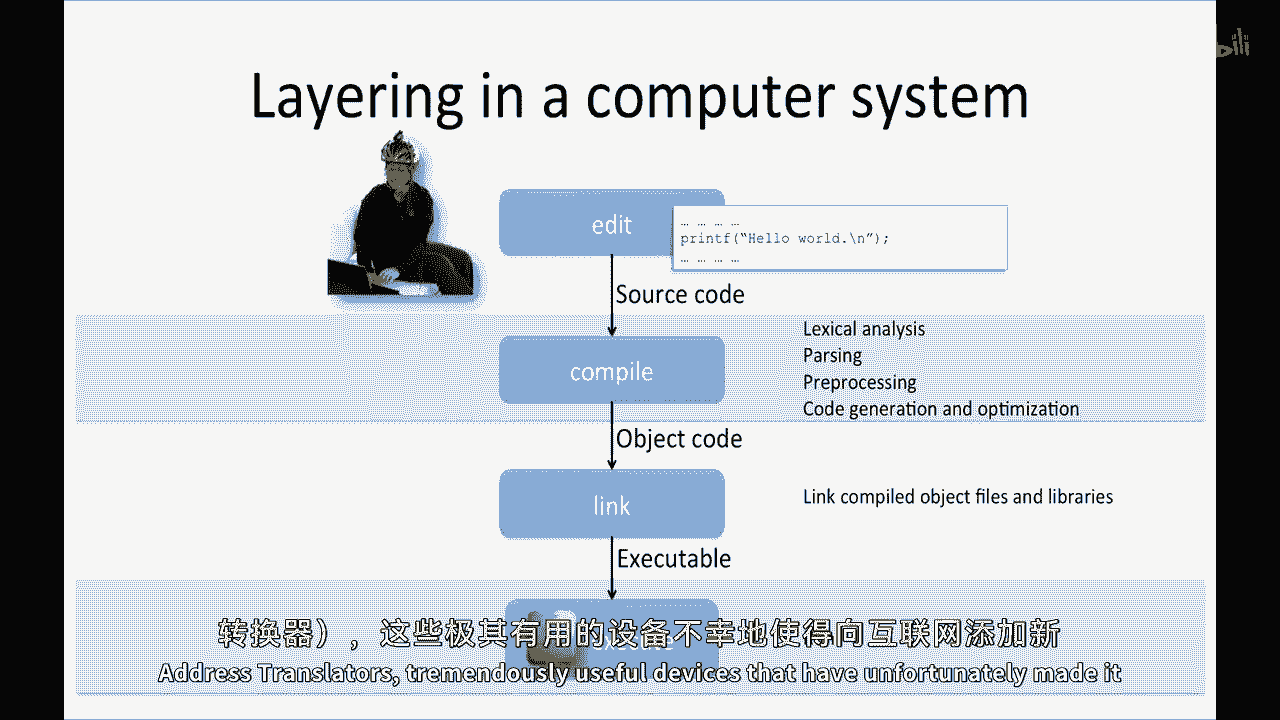 Layering in a computer system
edit
… … … …
printf(“Hello world.\n”);
… … … …
Source code
compile
Lexical analysis
Parsing
Preprocessing
Code generation and optimization
Object code
link
Link compiled object files and libraries
Executable
转换器），这些极其有用的设备不幸地使得向互联网添加新
Address Translators, tremendously useful devices that have unfortunately made it